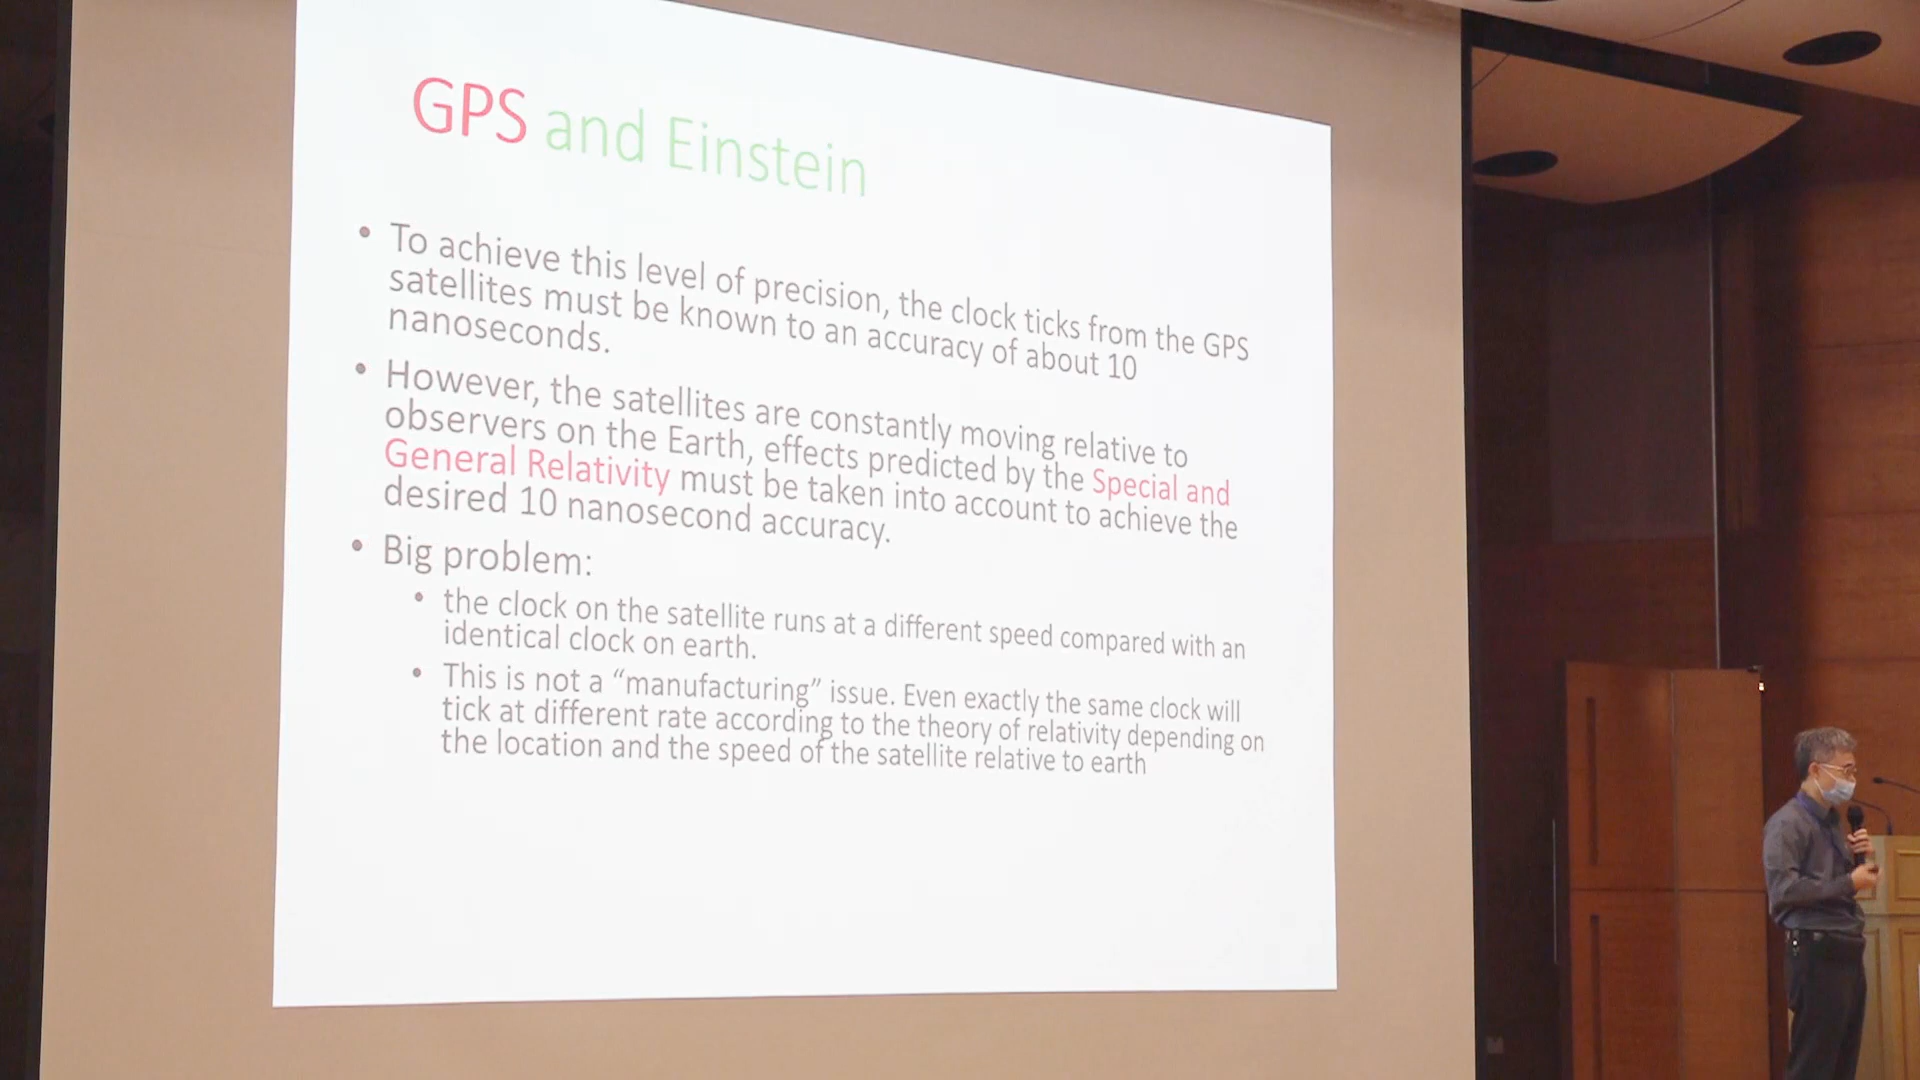 GPS and Einstein
• To achieve this level of precision, the clock ticks from the GPS
satellites must be known to an accuracy of about 10
nanoseconds.
• However, the satellites are constantly moving relative to
observers on the Earth, effects predicted by the Special and
General Relativity must be taken into account to achieve the
desired 10 nanosecond accuracy.
• Big problem:
• the clock on the satellite runs at a different speed compared with an
identical clock on earth.
• This is not a “manufacturing” issue. Even exactly the same clock will
tick at different rate according to the theory of relativity depending on
the location and the speed of the satellite relative to earth